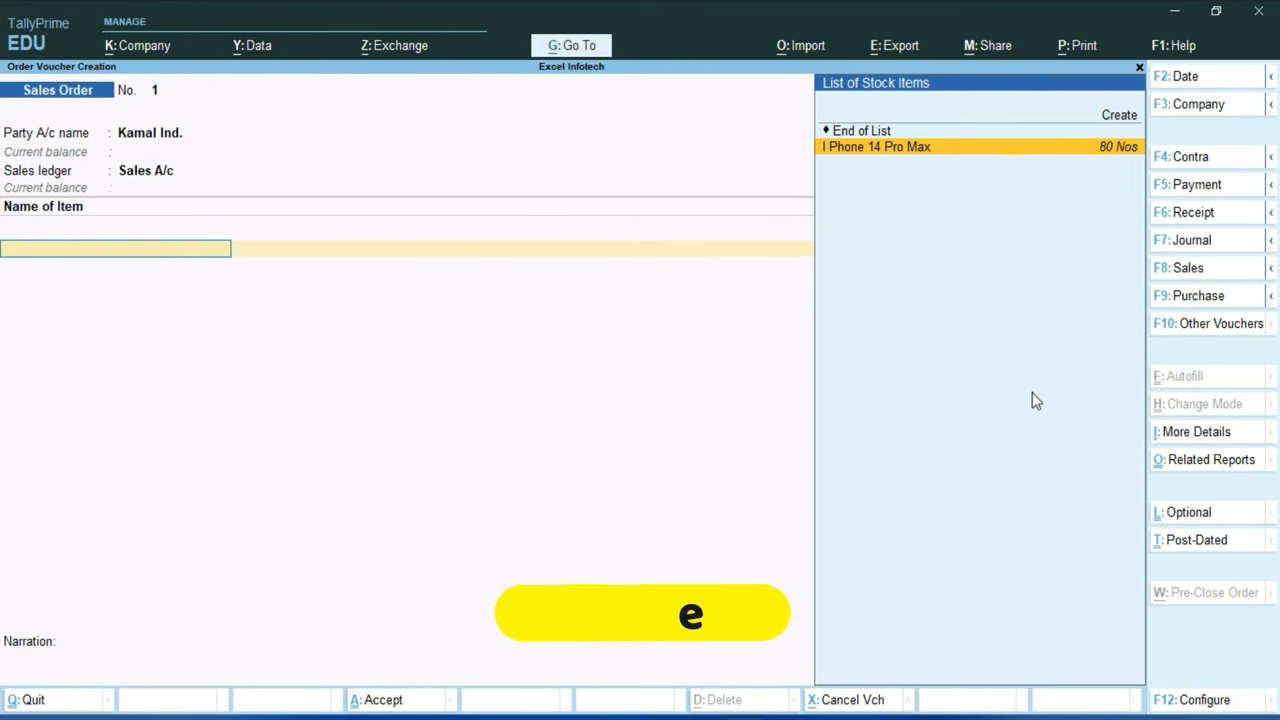 TallyPrime
EDU
MANAGE
K: Company Y: Data Z: Exchange G: Go To O: Import E: Export M: Share P: Print F1: Help
Order Voucher Creation Excel Infotech
Sales Order No. 1
Party A/c name : Kamal Ind.
Current balance :
Sales ledger : Sales A/c
Current balance :
Name of Item
List of Stock Items
Create
♦ End of List
I Phone 14 Pro Max 80 Nos
F2: Date
F3: Company
F4: Contra
F5: Payment
F6: Receipt
F7: Journal
F8: Sales
F9: Purchase
F10: Other Vouchers
F: Autofill
H: Change Mode
I: More Details
O: Related Reports
L: Optional
T: Post-Dated
W: Pre-Close Order
e
Narration:
Q: Quit A: Accept D: Delete X: Cancel Vch F12: Configure